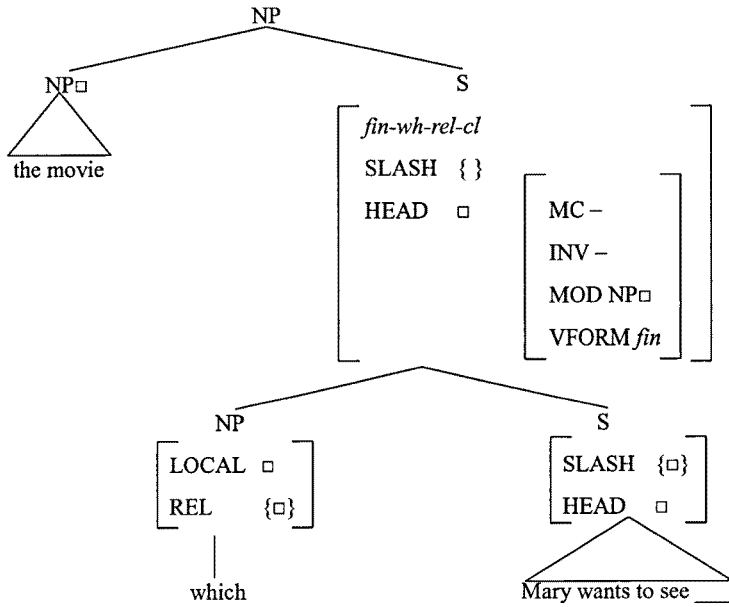 NP
NP□ S
the movie
fin-wh-rel-cl
SLASH { }
HEAD □
MC –
INV –
MOD NP□
VFORM fin
NP S
LOCAL □
REL {□}
SLASH {□}
HEAD □
which
Mary wants to see ___